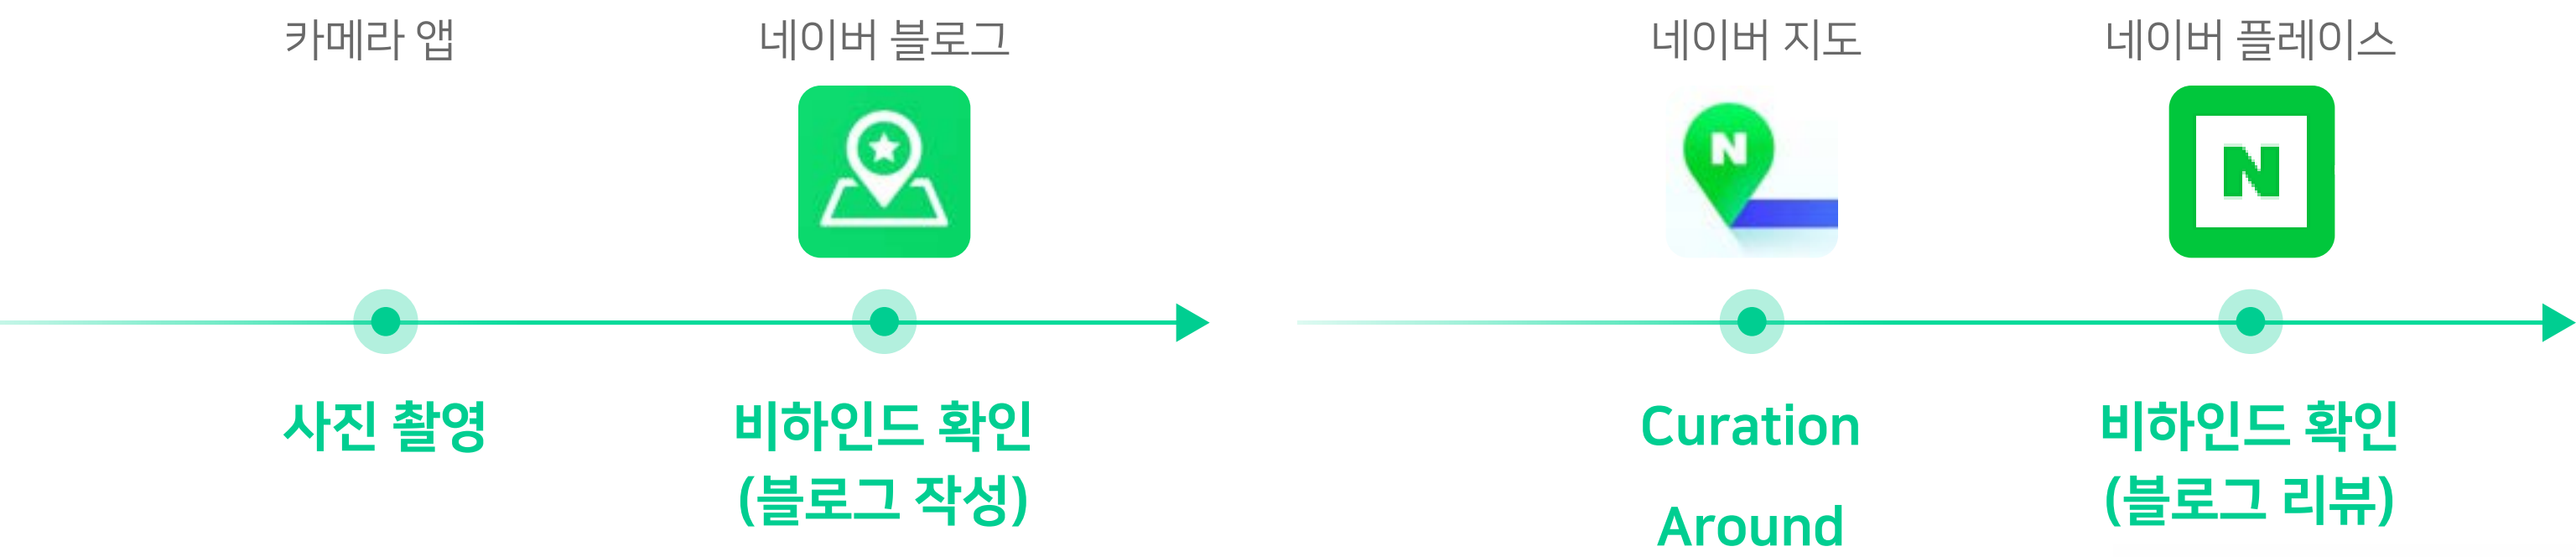 카메라 앱
네이버 블로그
네이버 지도
네이버 플레이스
N
N
사진 촬영
비하인드 확인
(블로그 작성)
Curation
Around
비하인드 확인
(블로그 리뷰)